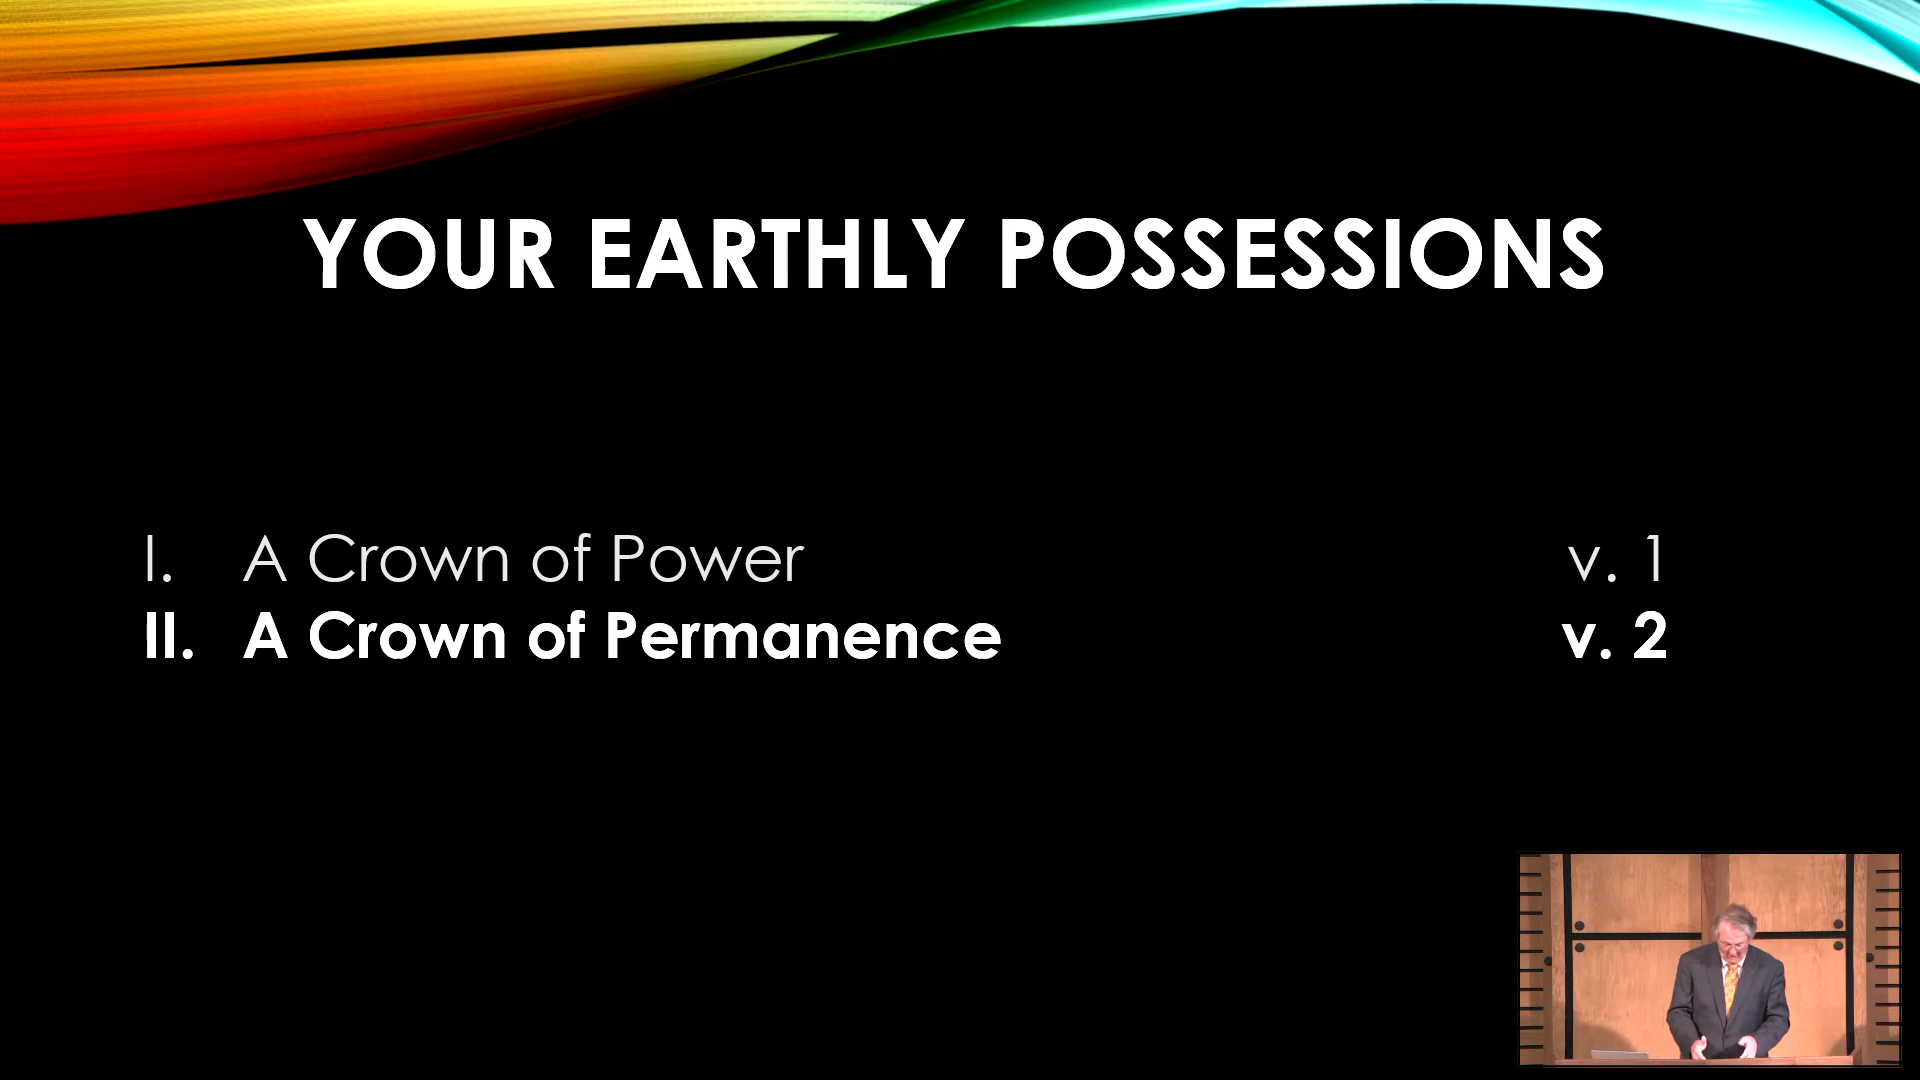 YOUR EARTHLY POSSESSIONS
I. A Crown of Power v. 1
II. A Crown of Permanence v. 2